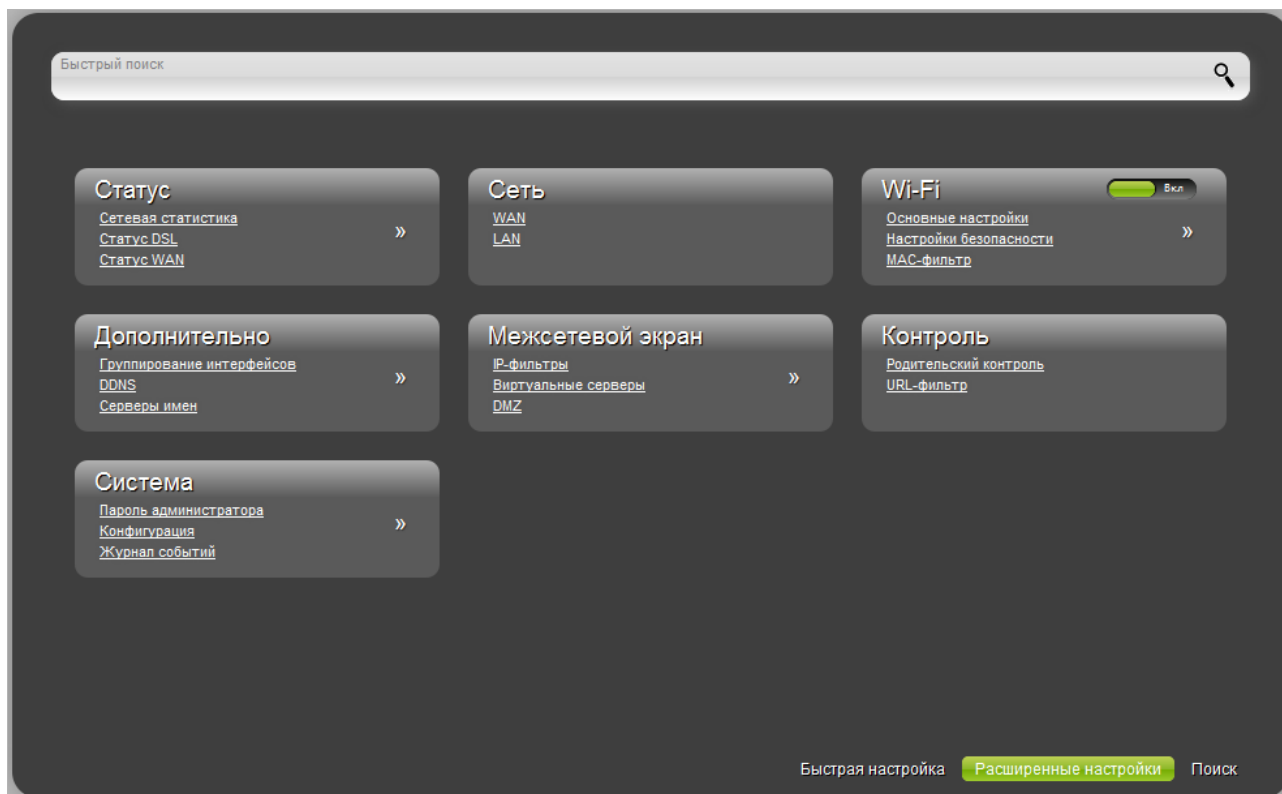 Быстрый поиск
Статус
Сетевая статистика
Статус DSL
Статус WAN
»
Сеть
WAN
LAN
Wi-Fi
Вкл
Основные настройки
Настройки безопасности
MAC-фильтр
»
Дополнительно
Группирование интерфейсов
DDNS
Серверы имен
»
Межсетевой экран
IP-фильтры
Виртуальные серверы
DMZ
»
Контроль
Родительский контроль
URL-фильтр
Система
Пароль администратора
Конфигурация
Журнал событий
»
Быстрая настройка Расширенные настройки Поиск